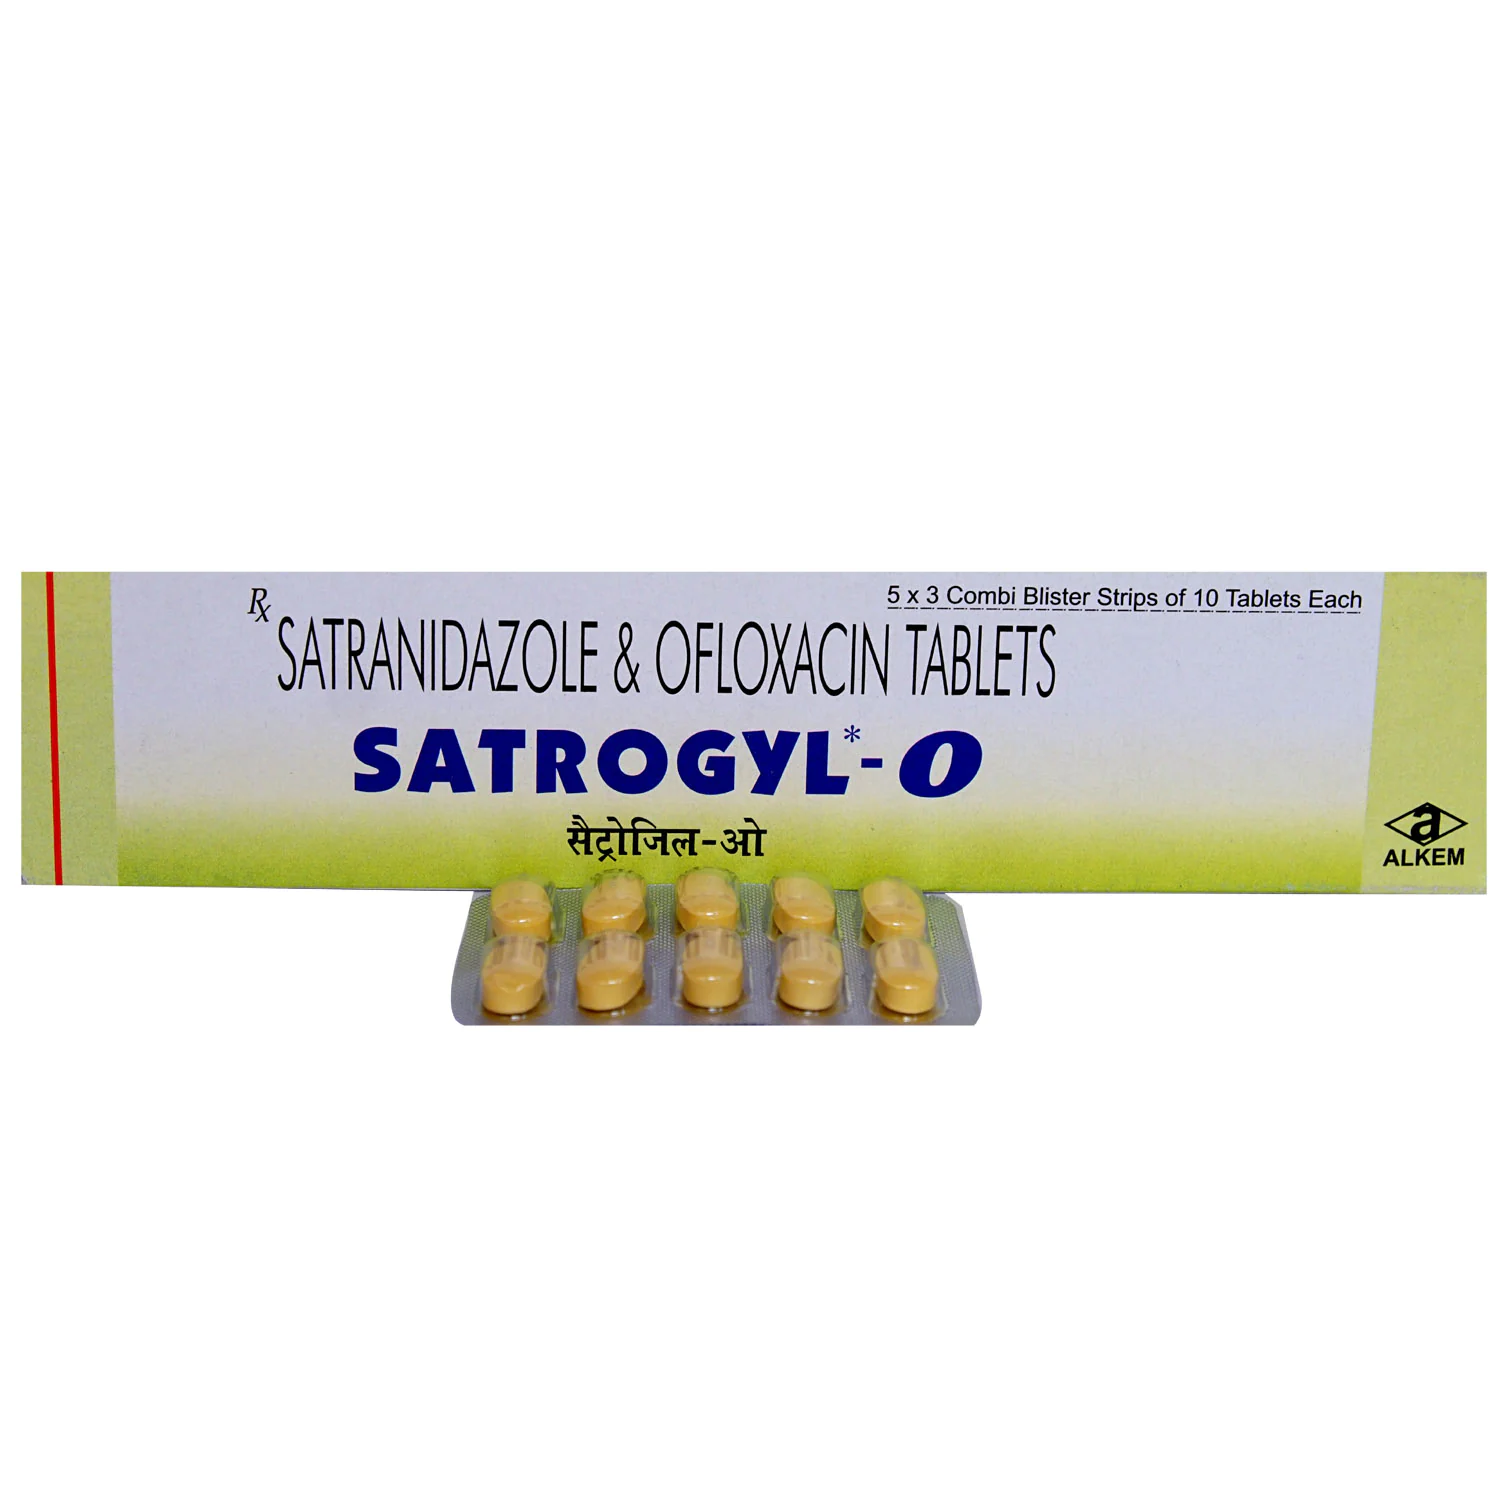 5 x 3 Combi Blister Strips of 10 Tablets Each
Rx
SATRANIDAZOLE & OFLOXACIN TABLETS
SATROGYL*-O
सैट्रोजिल-ओ
a
ALKEM